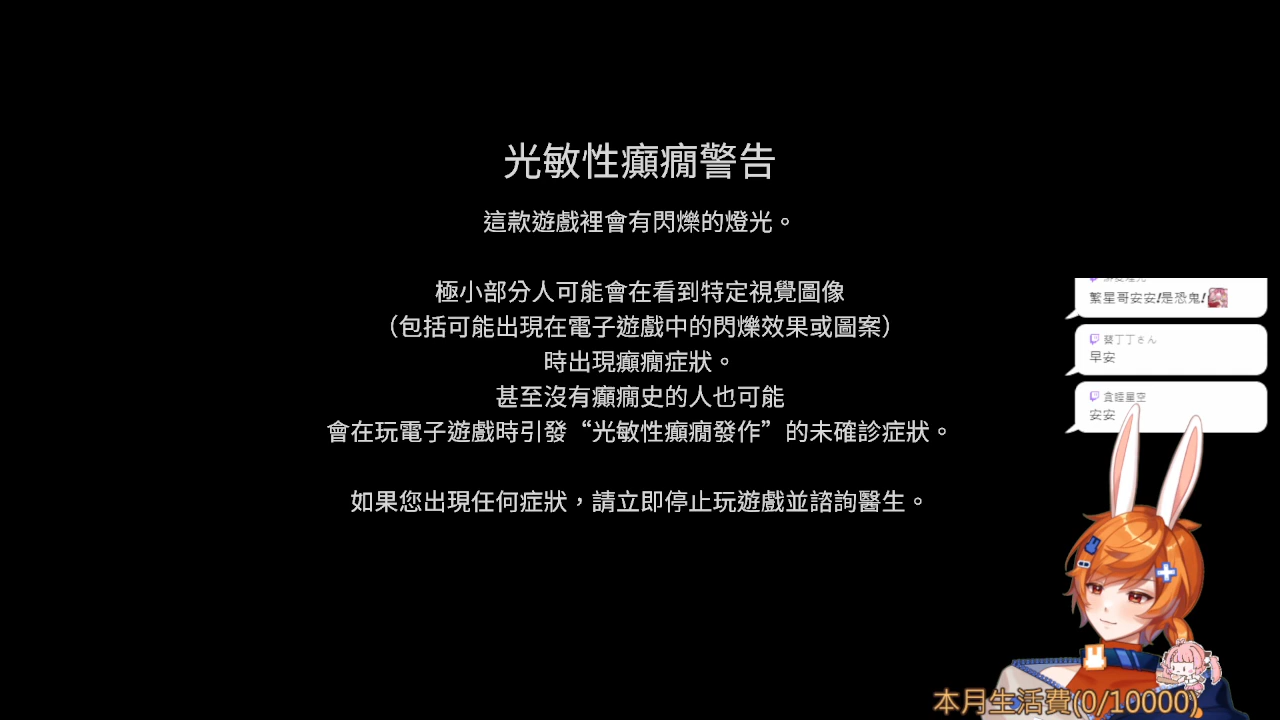 光敏性癲癇警告
這款遊戲裡會有閃爍的燈光。
極小部分人可能會在看到特定視覺圖像
（包括可能出現在電子遊戲中的閃爍效果或圖案）
時出現癲癇症狀。
甚至沒有癲癇史的人也可能
會在玩電子遊戲時引發“光敏性癲癇發作”的未確診症狀。
如果您出現任何症狀，請立即停止玩遊戲並諮詢醫生。
繁星哥安安!是恐鬼!
葵丁丁さん
早安
貪睡星空
安安
本月生活費(0/10000)